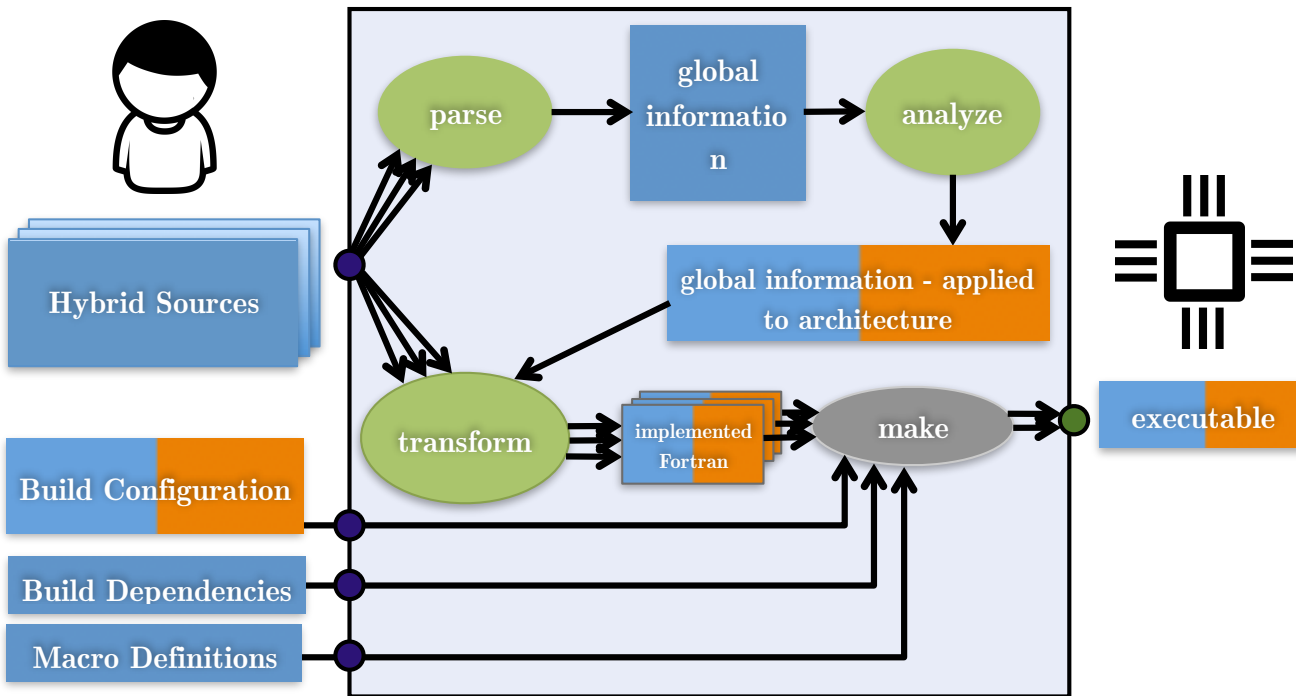 parse
global
informatio
n
analyze
Hybrid Sources
global information - applied
to architecture
transform
implemented
Fortran
make
executable
Build Configuration
Build Dependencies
Macro Definitions